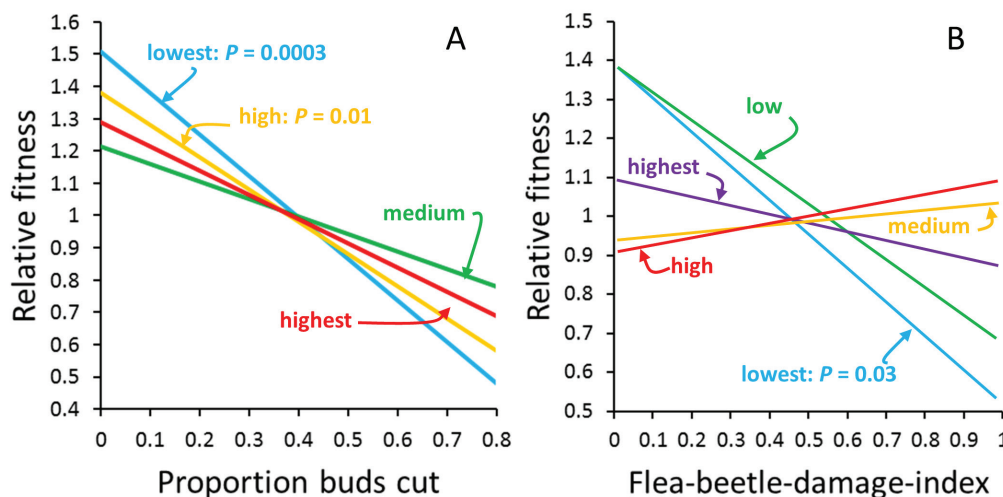 A
Relative fitness
1.6
1.5
1.4
1.3
1.2
1.1
1
0.9
0.8
0.7
0.6
0.5
0.4
lowest: P = 0.0003
high: P = 0.01
medium
highest
0 0.1 0.2 0.3 0.4 0.5 0.6 0.7 0.8
Proportion buds cut
B
Relative fitness
1.5
1.4
1.3
1.2
1.1
1
0.9
0.8
0.7
0.6
0.5
low
highest
medium
high
lowest: P = 0.03
0 0.1 0.2 0.3 0.4 0.5 0.6 0.7 0.8 0.9 1
Flea-beetle-damage-index